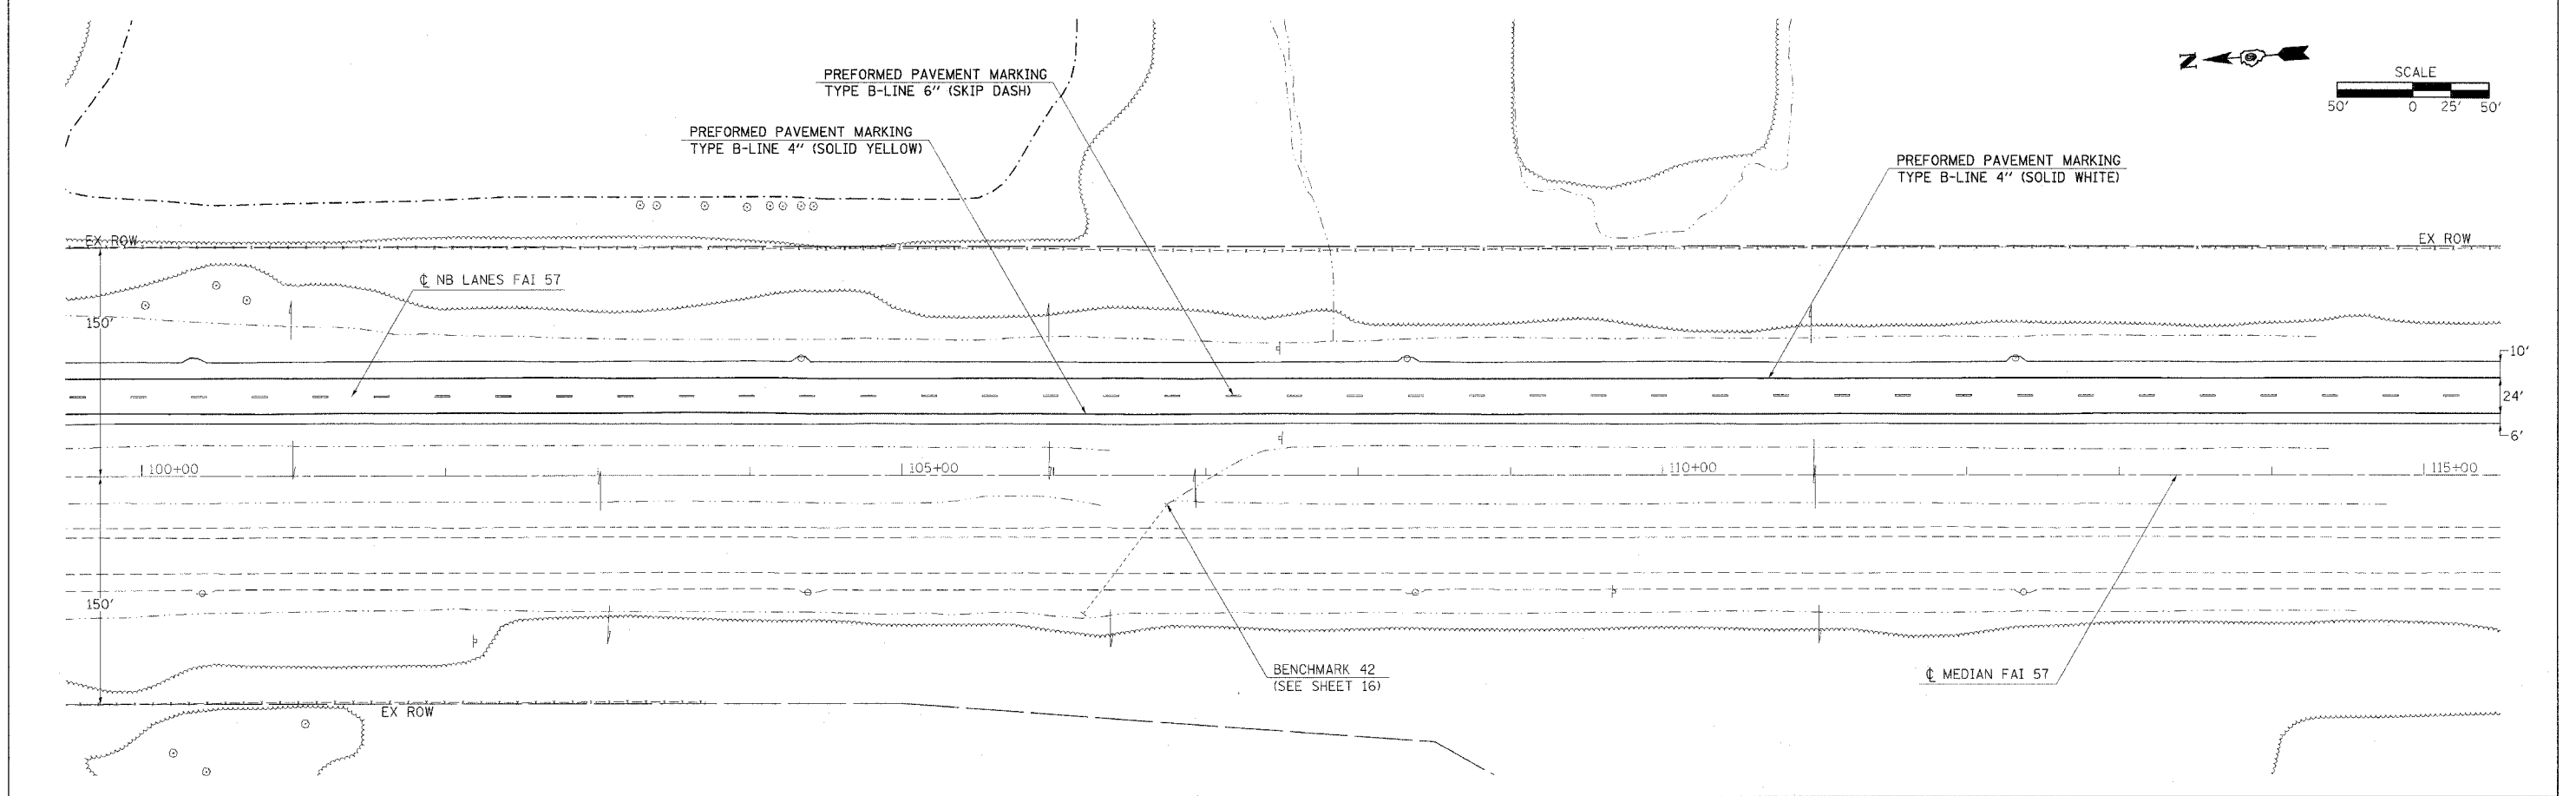 PREFORMED PAVEMENT MARKING
TYPE B-LINE 6" (SKIP DASH)
PREFORMED PAVEMENT MARKING
TYPE B-LINE 4" (SOLID YELLOW)
N
SCALE
50' 0 25' 50'
PREFORMED PAVEMENT MARKING
TYPE B-LINE 4" (SOLID WHITE)
EX ROW
EX ROW
℄ NB LANES FAI 57
150'
10'
24'
6'
100+00
105+00
110+00
115+00
150'
BENCHMARK 42
(SEE SHEET 16)
℄ MEDIAN FAI 57
EX ROW